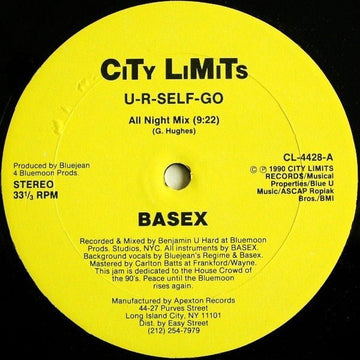 CiTY LiMiTs
U-R-SELF-GO
All Night Mix (9:22)
(G. Hughes)
Produced by Bluejean
4 Bluemoon Prods.
STEREO
33⅓ RPM
CL-4428-A
© ℗ 1990 CITY LIMITS
RECORD$/Musical
Properties/Blue U
Music/ASCAP Ropiak
Bros./BMI
BASEX
Recorded & Mixed by Benjamin U Hard at Bluemoon
Prods. Studios, NYC. All instruments by BASEX.
Background vocals by Bluejean's Regime & Basex.
Mastered by Carlton Batts at Frankford/Wayne.
This jam is dedicated to the House Crowd of
the 90's. Peace until the Bluemoon
rises again.
Manufactured by Apexton Records
44-27 Purves Street
Long Island City, NY 11101
Dist. by Easy Street
(212) 254-7979